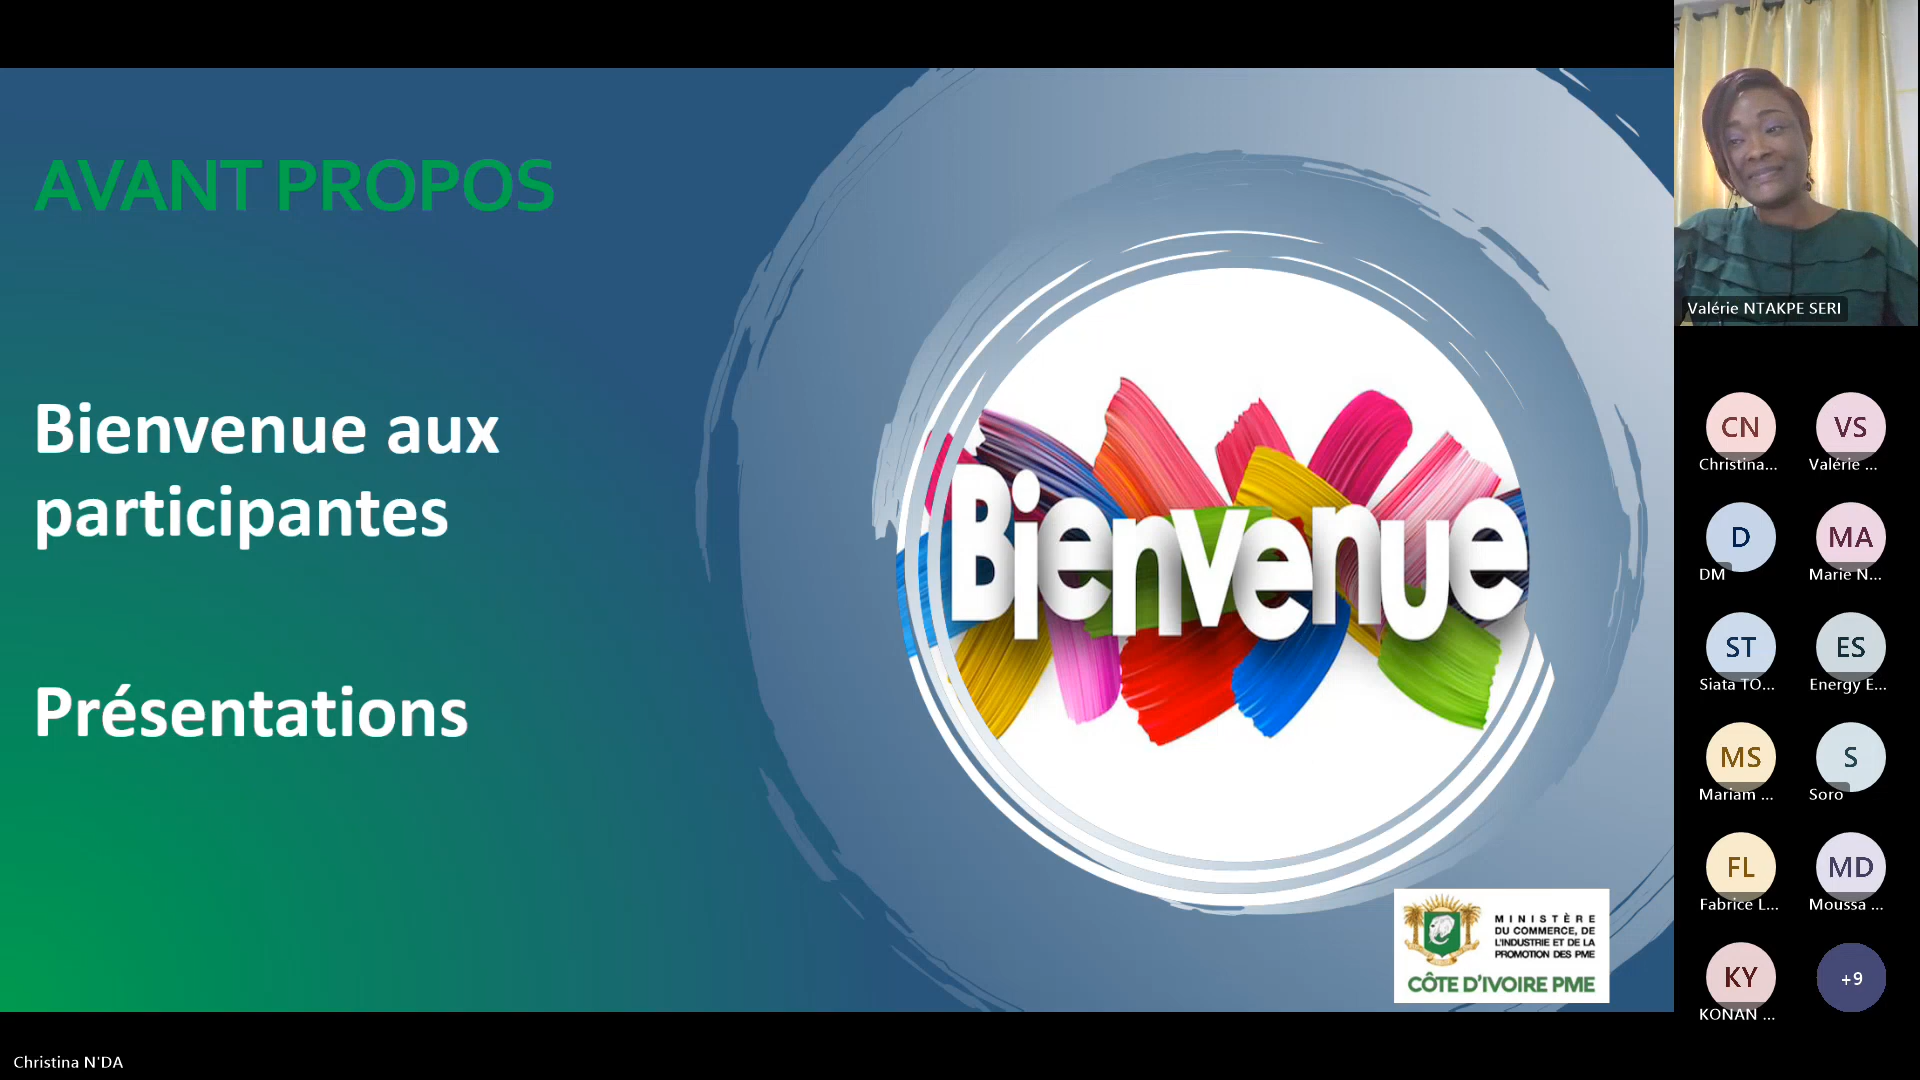 AVANT PROPOS
Bienvenue aux
participantes
Présentations
Bienvenue
MINISTÈRE
DU COMMERCE, DE
L'INDUSTRIE ET DE LA
PROMOTION DES PME
CÔTE D'IVOIRE PME
Valérie NTAKPE SERI
CN
Christina...
VS
Valérie ...
D
DM
MA
Marie N...
ST
Siata TO...
ES
Energy E...
MS
Mariam ...
S
Soro
FL
Fabrice L...
MD
Moussa ...
KY
KONAN ...
+9
Christina N'DA